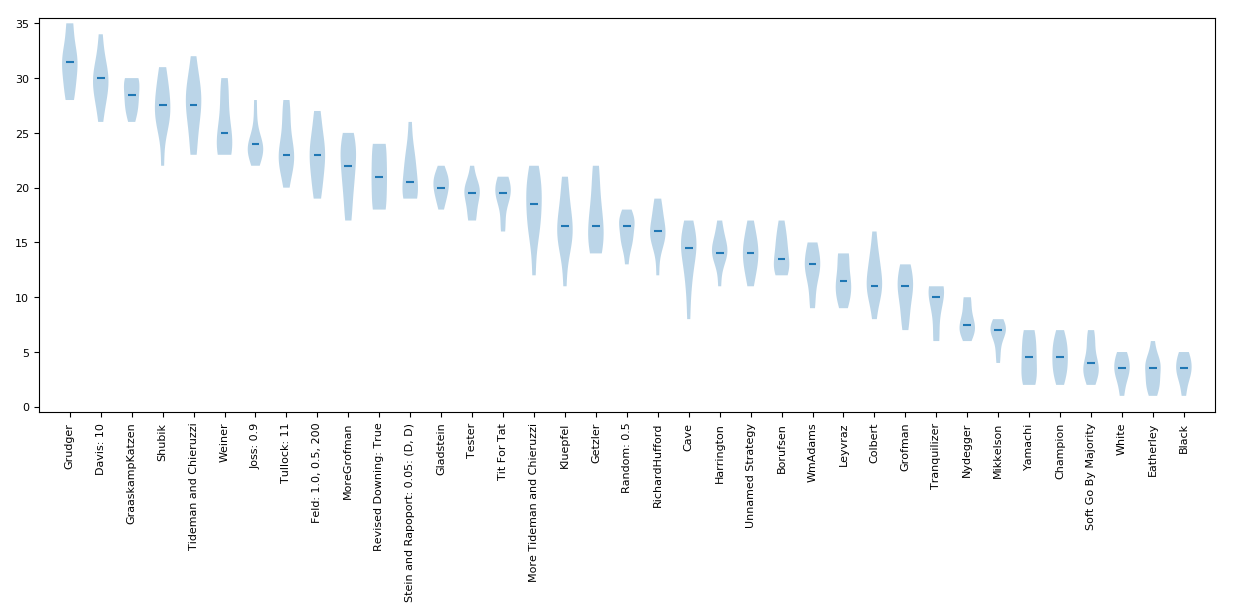 35
30
25
20
15
10
5
0
Grudger
Davis: 10
GraaskampKatzen
Shubik
Tideman and Chieruzzi
Weiner
Joss: 0.9
Tullock: 11
Feld: 1.0, 0.5, 200
MoreGrofman
Revised Downing: True
Stein and Rapoport: 0.05: (D, D)
Gladstein
Tester
Tit For Tat
More Tideman and Chieruzzi
Kluepfel
Getzler
Random: 0.5
RichardHufford
Cave
Harrington
Unnamed Strategy
Borufsen
WmAdams
Leyvraz
Colbert
Grofman
Tranquilizer
Nydegger
Mikkelson
Yamachi
Champion
Soft Go By Majority
White
Eatherley
Black